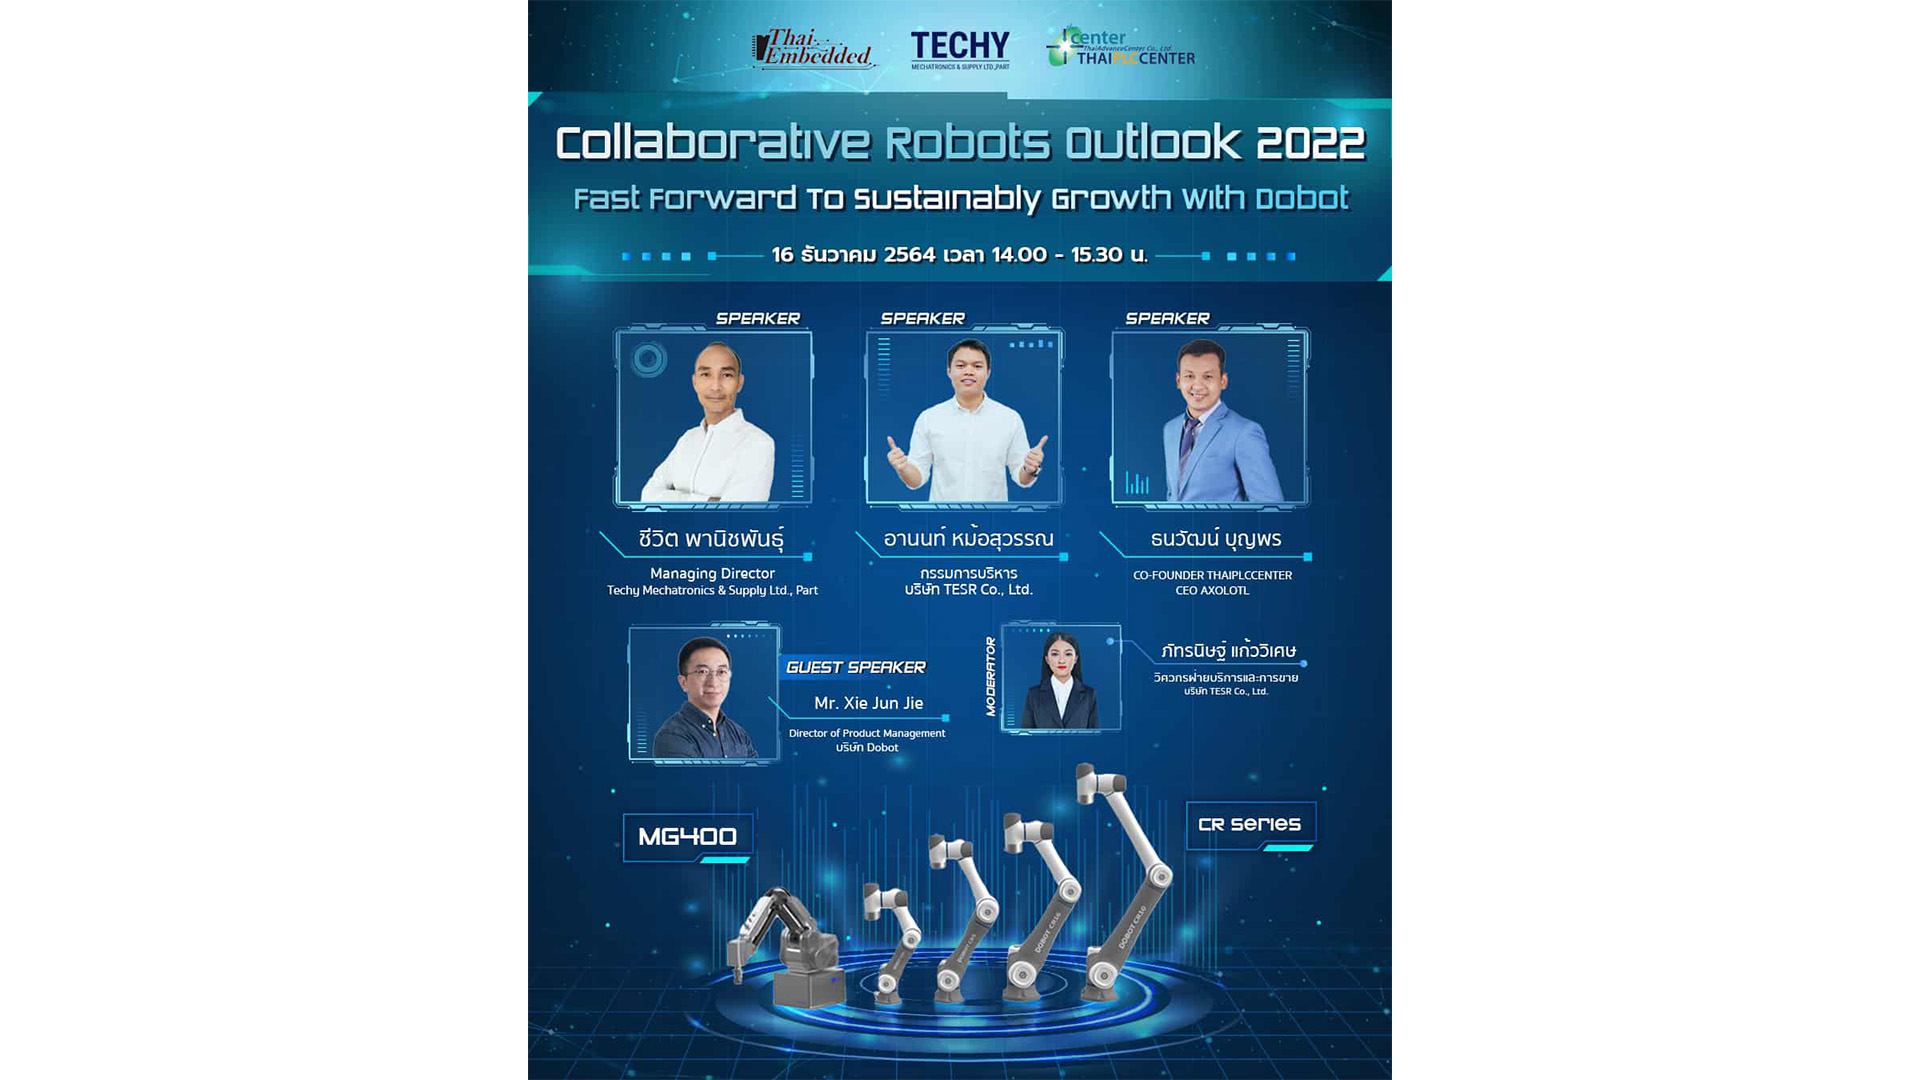 Thai
Embedded
TECHY
MECHATRONICS & SUPPLY LTD.,PART
center
ThaiAdvanceCenter Co., Ltd.
THAIPLCCENTER
Collaborative Robots Outlook 2022
Fast Forward To Sustainably Growth With Dobot
16 ธันวาคม 2564 เวลา 14.00 - 15.30 น.
SPEAKER
SPEAKER
SPEAKER
ชีวิต พานิชพันธุ์
Managing Director
Techy Mechatronics & Supply Ltd., Part
อานนท์ หม้อสุวรรณ
กรรมการบริหาร
บริษัท TESR Co., Ltd.
ธนวัฒน์ บุญพร
CO-FOUNDER THAIPLCCENTER
CEO AXOLOTL
GUEST SPEAKER
Mr. Xie Jun Jie
Director of Product Management
บริษัท Dobot
MODERATOR
ภัทรนิษฐ์ แก้ววิเศษ
วิศวกรฝ่ายบริการและการขาย
บริษัท TESR Co., Ltd.
MG400
CR Series
DOBOT CR16
DOBOT CR10